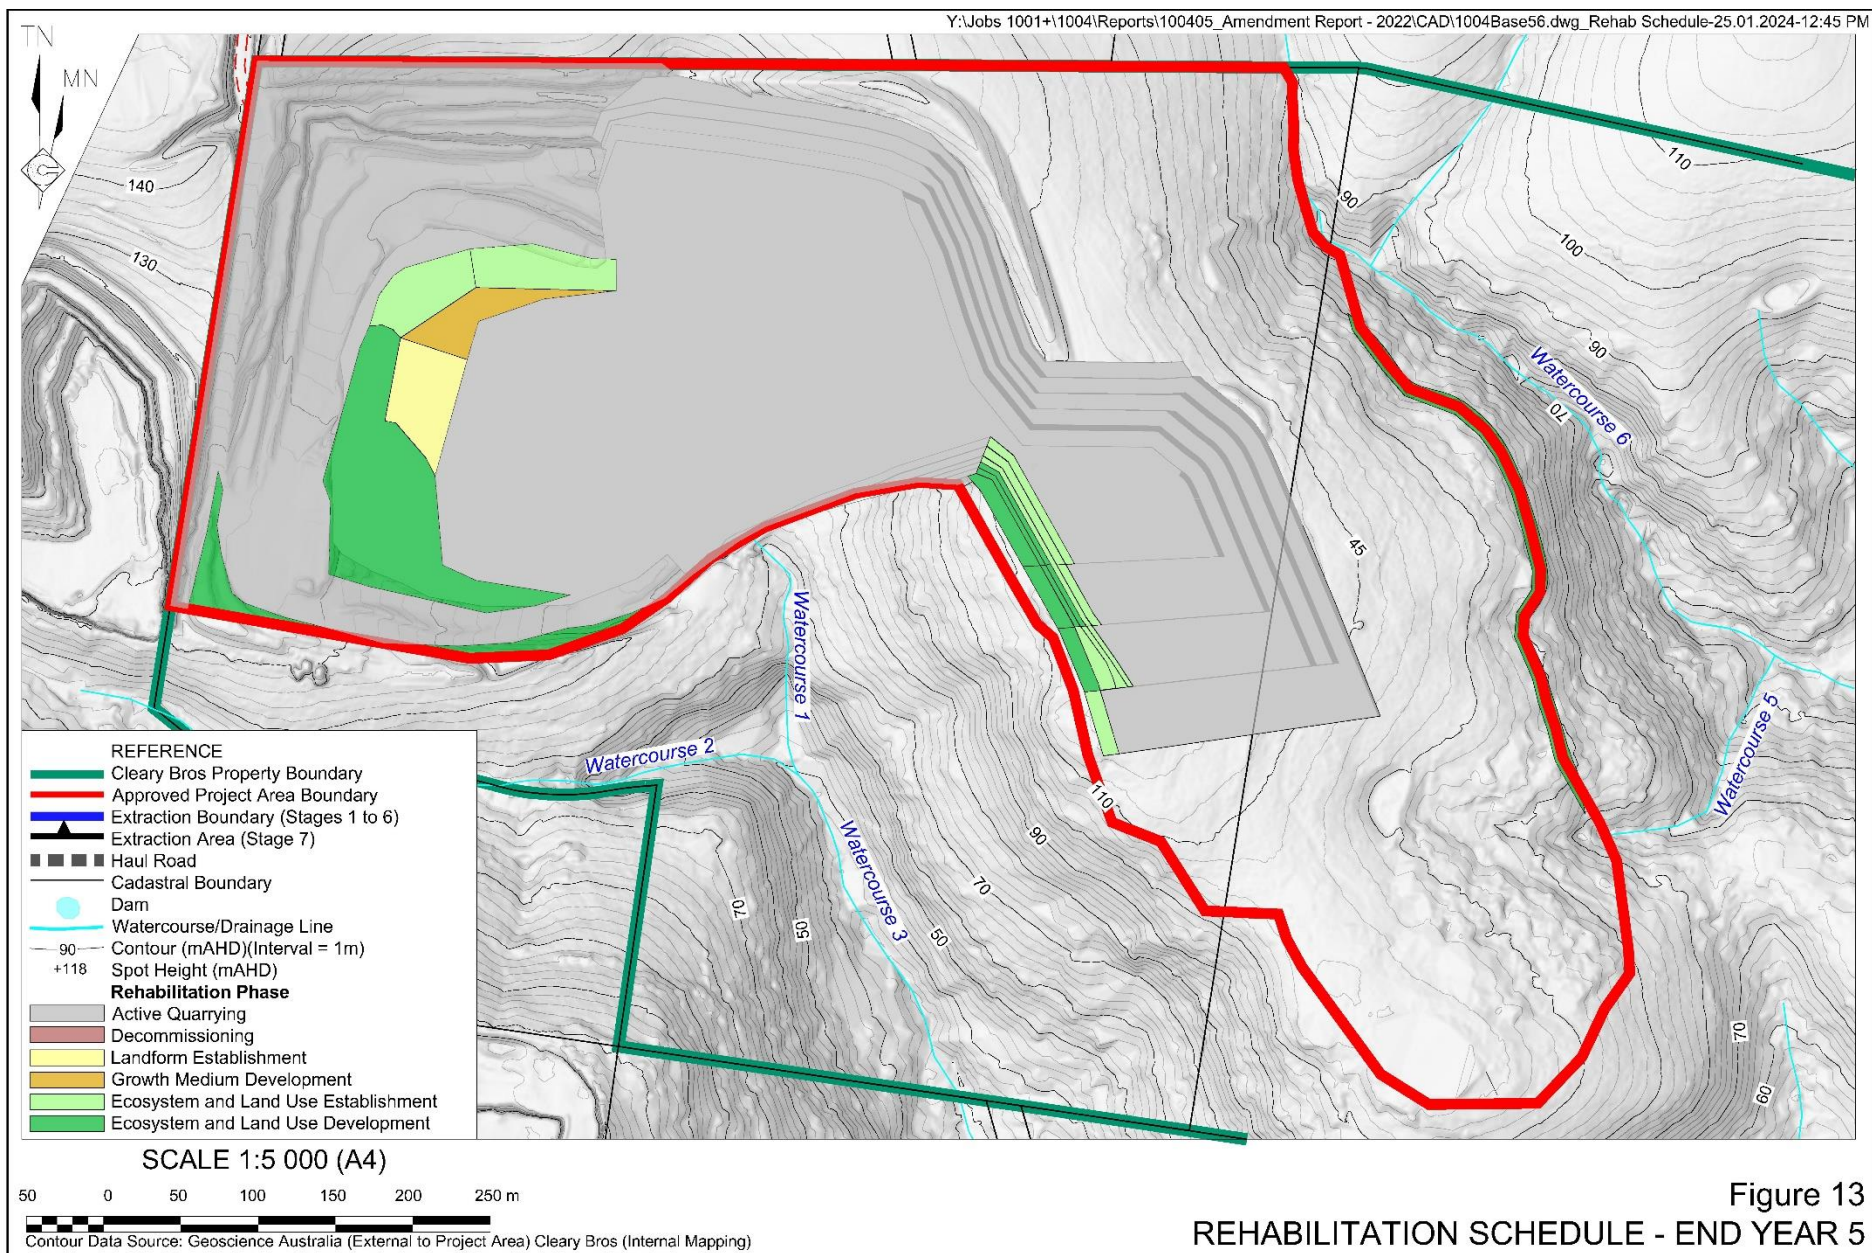 Y:\Jobs 1001+\1004\Reports\100405_Amendment Report - 2022\CAD\1004Base56.dwg_Rehab Schedule-25.01.2024-12:45 PM
TN
MN
140
130
110
90
100
90
70
45
Watercourse 6
Watercourse 1
Watercourse 2
Watercourse 5
110
90
Watercourse 3
70
70
50
50
70
60
REFERENCE
Cleary Bros Property Boundary
Approved Project Area Boundary
Extraction Boundary (Stages 1 to 6)
Extraction Area (Stage 7)
Haul Road
Cadastral Boundary
Dam
Watercourse/Drainage Line
90 Contour (mAHD)(Interval = 1m)
+118 Spot Height (mAHD)
Rehabilitation Phase
Active Quarrying
Decommissioning
Landform Establishment
Growth Medium Development
Ecosystem and Land Use Establishment
Ecosystem and Land Use Development
SCALE 1:5 000 (A4)
50 0 50 100 150 200 250 m
Contour Data Source: Geoscience Australia (External to Project Area) Cleary Bros (Internal Mapping)
Figure 13
REHABILITATION SCHEDULE - END YEAR 5